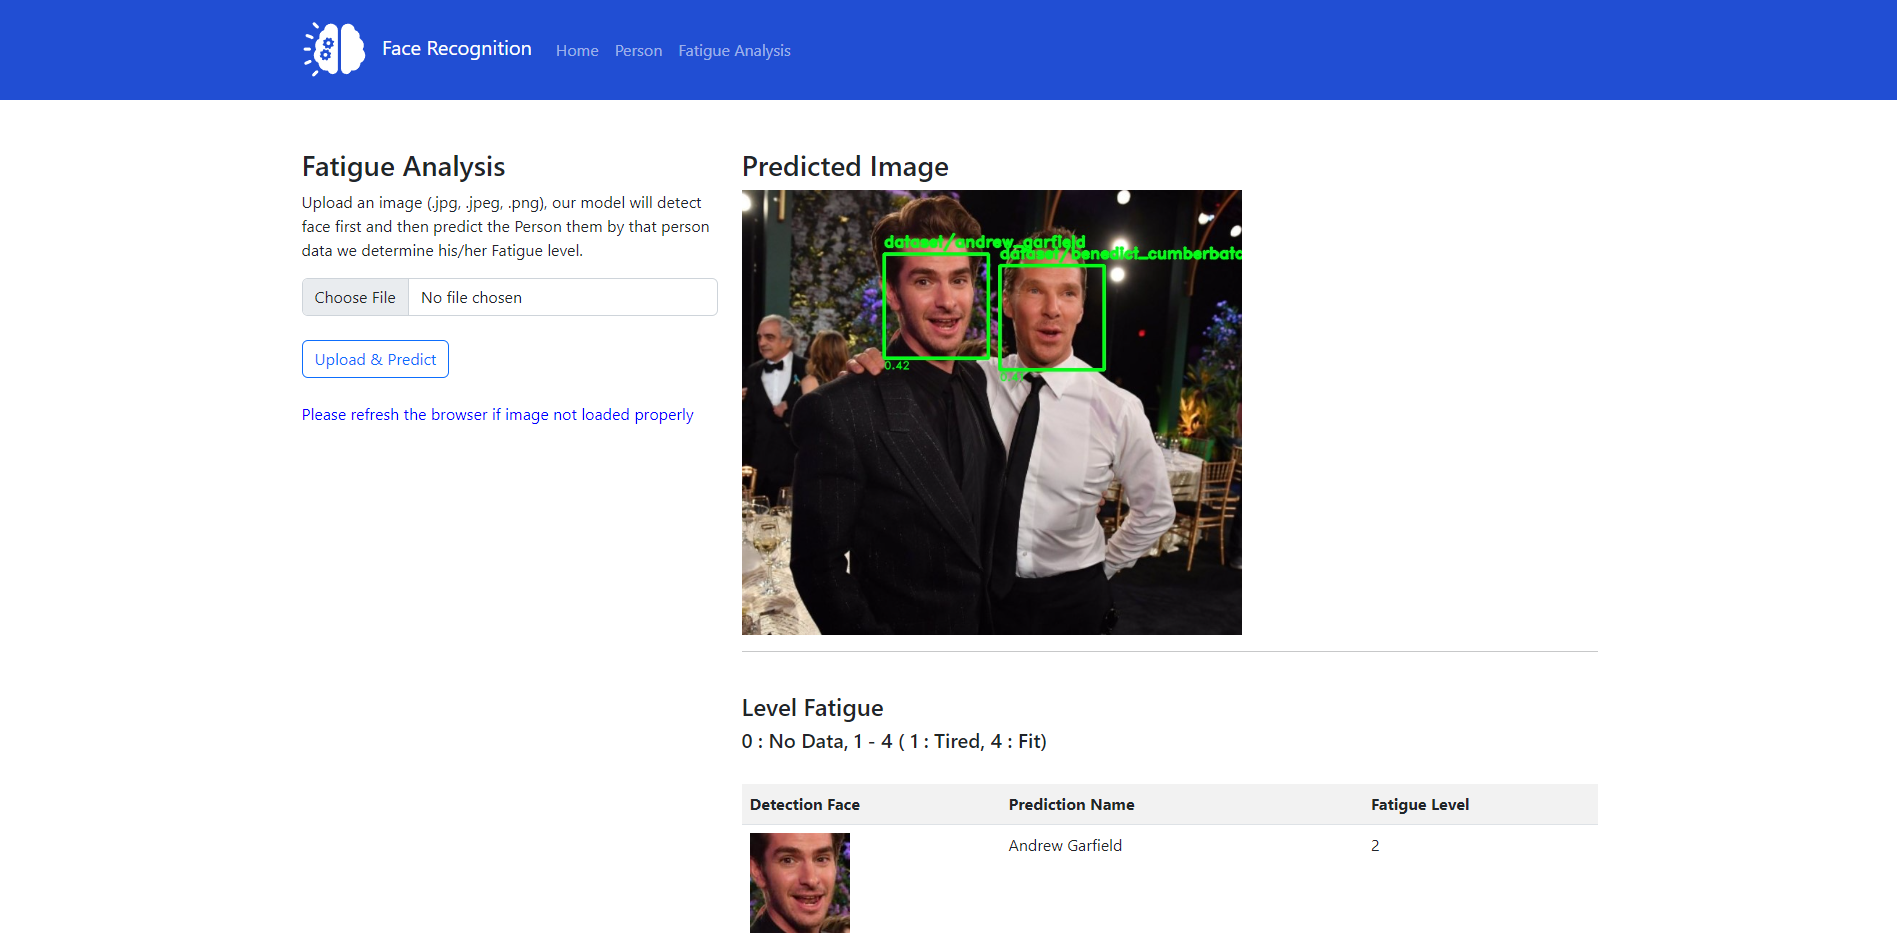 Face Recognition
Home
Person
Fatigue Analysis
Fatigue Analysis
Upload an image (.jpg, .jpeg, .png), our model will detect
face first and then predict the Person them by that person
data we determine his/her Fatigue level.
Choose File
No file chosen
Upload & Predict
Please refresh the browser if image not loaded properly
Predicted Image
dataset/andrew_garfield
dataset/benedict_cumberbatc
0.42
Level Fatigue
0 : No Data, 1 - 4 ( 1 : Tired, 4 : Fit)
Detection Face
Prediction Name
Fatigue Level
Andrew Garfield
2